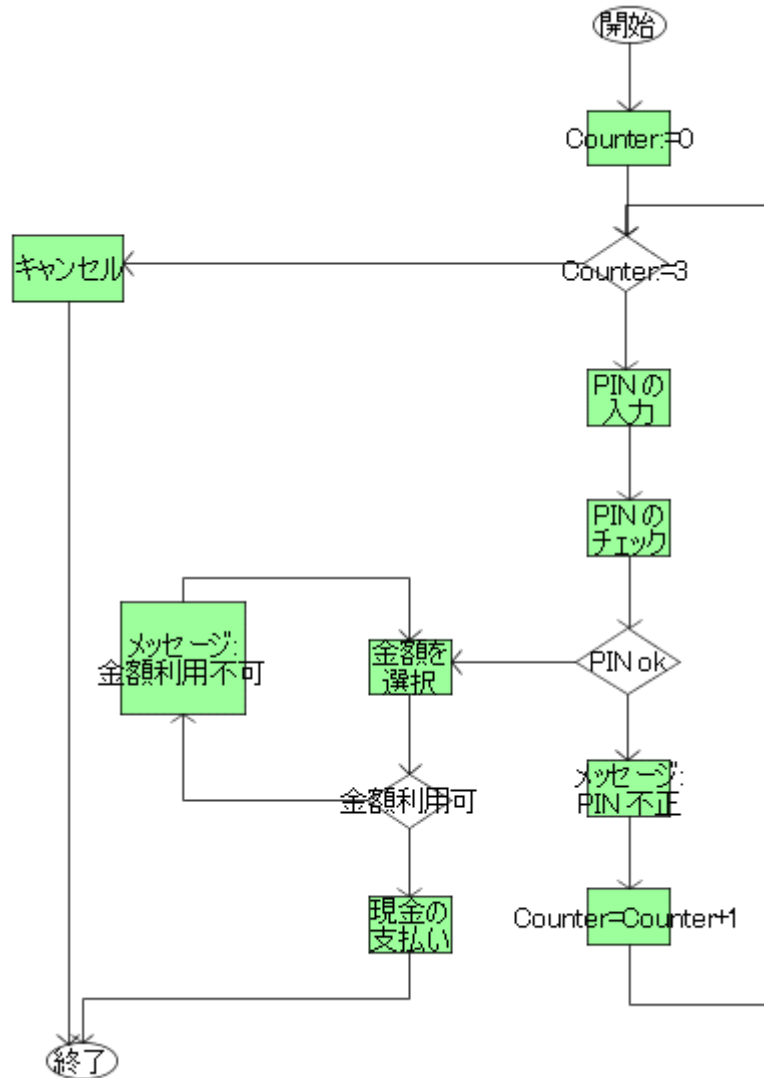 開始
Counter:=0
キャンセル
Counter:=3
PINの
入力
PINの
チェック
メッセージ:
金額利用不可
金額を
選択
PIN ok
メッセージ:
PIN 不正
金額利用可
現金の
支払い
Counter=Counter+1
終了